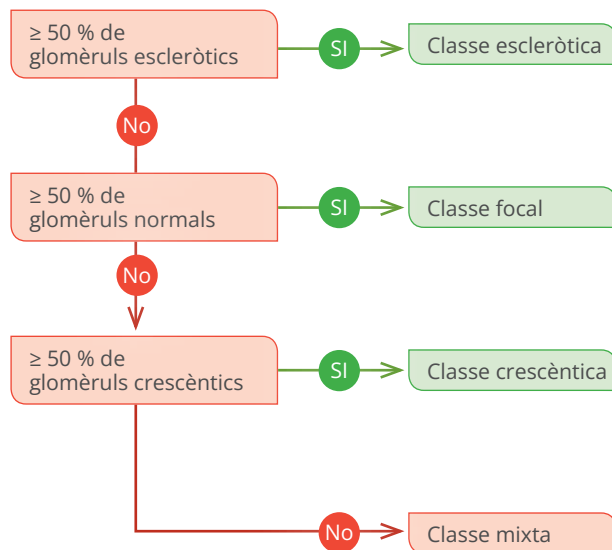 ≥ 50 % de
glomèruls escleròtics
SI
Classe escleròtica
No
≥ 50 % de
glomèruls normals
SI
Classe focal
No
≥ 50 % de
glomèruls crescèntics
SI
Classe crescèntica
No
Classe mixta